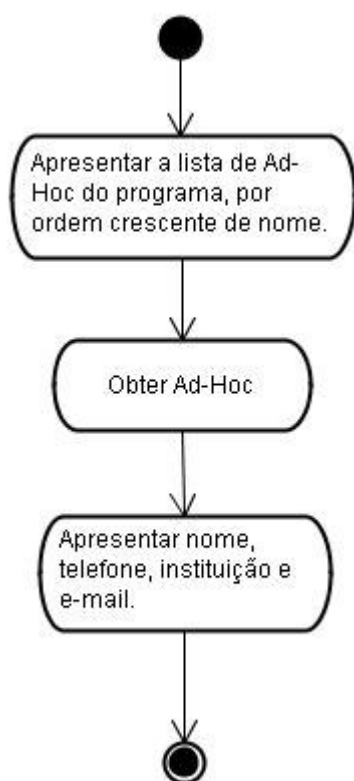 Apresentar a lista de Ad-
Hoc do programa, por
ordem crescente de nome.
Obter Ad-Hoc
Apresentar nome,
telefone, instituição e
e-mail.